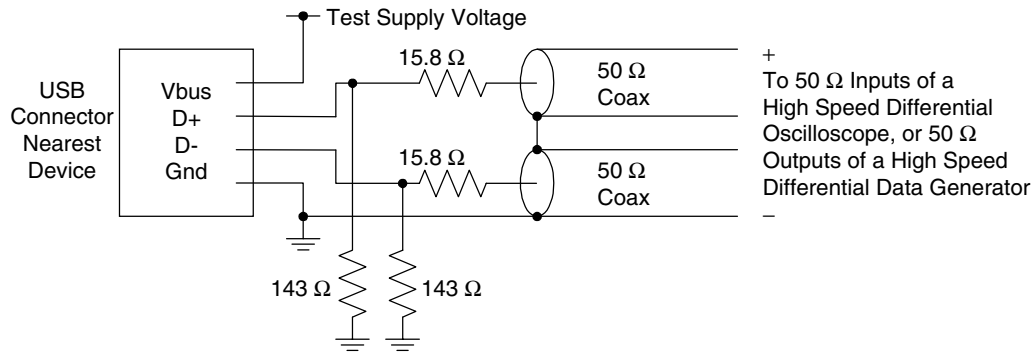 Test Supply Voltage
USB
Connector
Nearest
Device
Vbus
D+
D-
Gnd
15.8 Ω
15.8 Ω
50 Ω
Coax
50 Ω
Coax
143 Ω
143 Ω
+
To 50 Ω Inputs of a
High Speed Differential
Oscilloscope, or 50 Ω
Outputs of a High Speed
Differential Data Generator
−